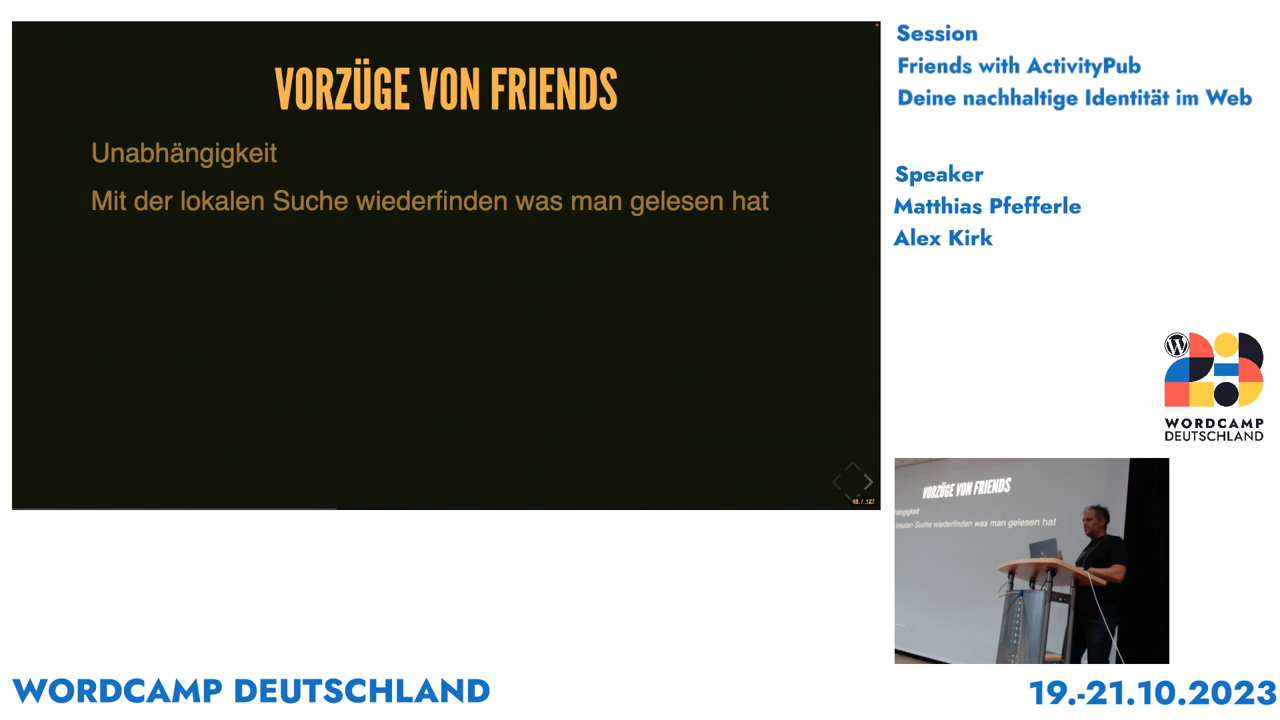 VORZÜGE VON FRIENDS
Unabhängigkeit
Mit der lokalen Suche wiederfinden was man gelesen hat
Session
Friends with ActivityPub
Deine nachhaltige Identität im Web
Speaker
Matthias Pfefferle
Alex Kirk
WORDCAMP
DEUTSCHLAND
VORZÜGE VON FRIENDS
lokalen Suche wiederfinden was man gelesen hat
WORDCAMP DEUTSCHLAND
19.-21.10.2023